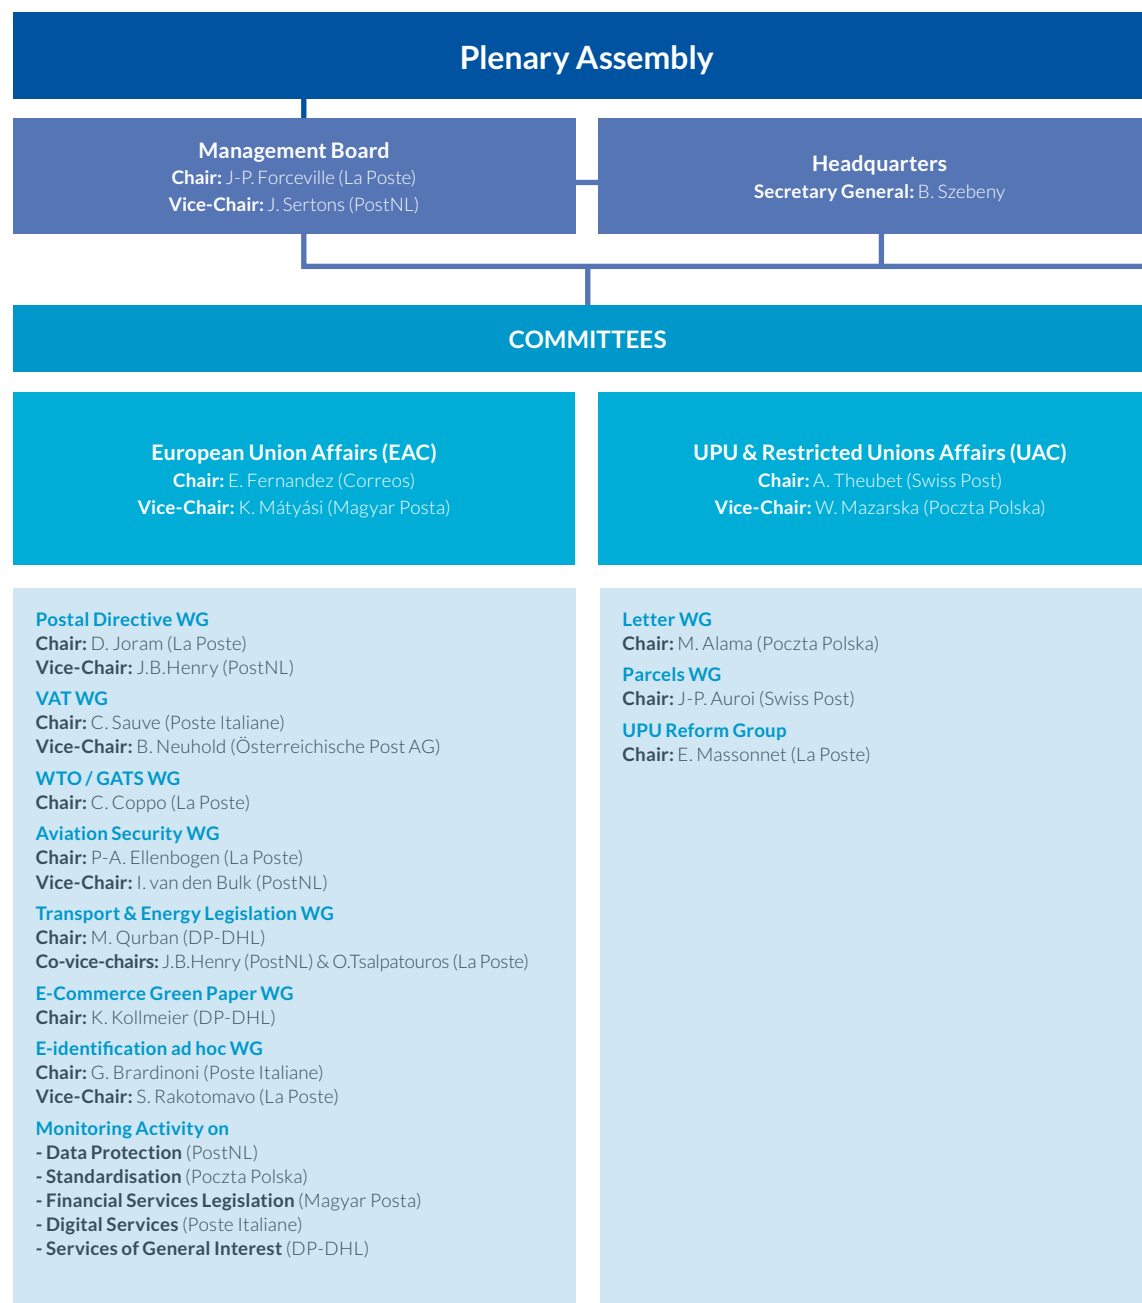 Plenary Assembly
Management Board
Chair: J-P. Forceville (La Poste)
Vice-Chair: J. Sertons (PostNL)
Headquarters
Secretary General: B. Szebeny
COMMITTEES
European Union Affairs (EAC)
Chair: E. Fernandez (Correos)
Vice-Chair: K. Mátyási (Magyar Posta)
UPU & Restricted Unions Affairs (UAC)
Chair: A. Theubet (Swiss Post)
Vice-Chair: W. Mazarska (Poczta Polska)
Postal Directive WG
Chair: D. Joram (La Poste)
Vice-Chair: J.B.Henry (PostNL)
VAT WG
Chair: C. Sauve (Poste Italiane)
Vice-Chair: B. Neuhold (Österreichische Post AG)
WTO / GATS WG
Chair: C. Coppo (La Poste)
Aviation Security WG
Chair: P-A. Ellenbogen (La Poste)
Vice-Chair: I. van den Bulk (PostNL)
Transport & Energy Legislation WG
Chair: M. Qurban (DP-DHL)
Co-vice-chairs: J.B.Henry (PostNL) & O.Tsalpatouros (La Poste)
E-Commerce Green Paper WG
Chair: K. Kollmeier (DP-DHL)
E-identification ad hoc WG
Chair: G. Brardinoni (Poste Italiane)
Vice-Chair: S. Rakotomavo (La Poste)
Monitoring Activity on
- Data Protection (PostNL)
- Standardisation (Poczta Polska)
- Financial Services Legislation (Magyar Posta)
- Digital Services (Poste Italiane)
- Services of General Interest (DP-DHL)
Letter WG
Chair: M. Alama (Poczta Polska)
Parcels WG
Chair: J-P. Auroi (Swiss Post)
UPU Reform Group
Chair: E. Massonnet (La Poste)